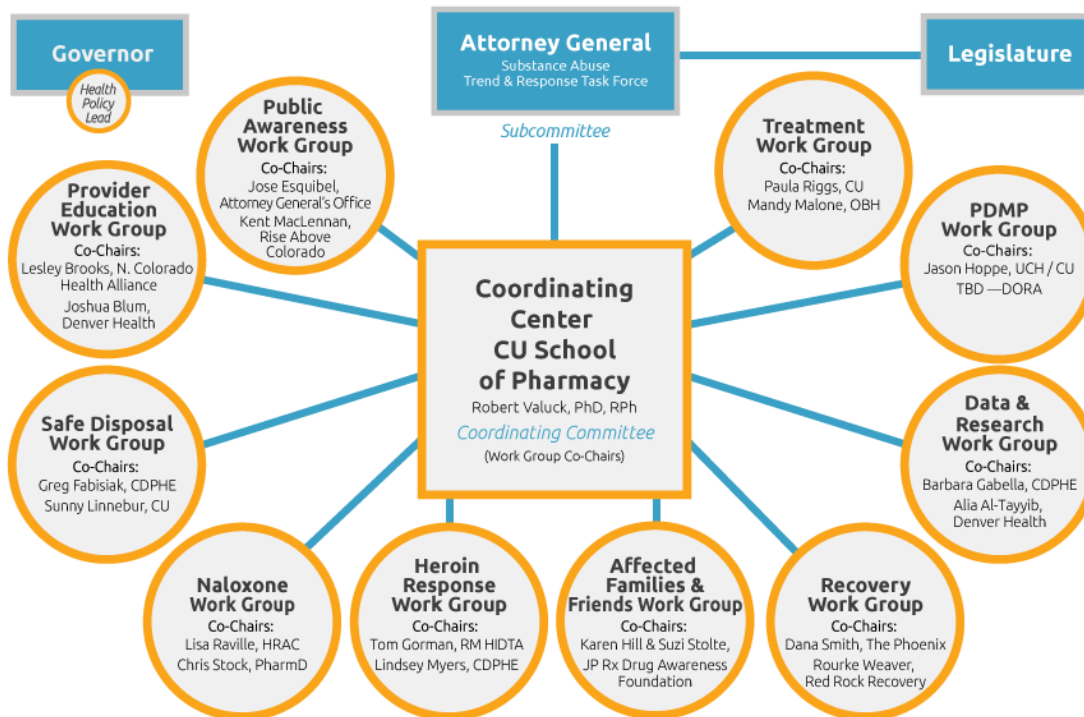 Governor
Health
Policy
Lead
Attorney General
Substance Abuse
Trend & Response Task Force
Subcommittee
Legislature
Public
Awareness
Work Group
Co-Chairs:
Jose Esquibel,
Attorney General's Office
Kent MacLennan,
Rise Above
Colorado
Treatment
Work Group
Co-Chairs:
Paula Riggs, CU
Mandy Malone, OBH
Provider
Education
Work Group
Co-Chairs:
Lesley Brooks, N. Colorado
Health Alliance
Joshua Blum,
Denver Health
PDMP
Work Group
Co-Chairs:
Jason Hoppe, UCH / CU
TBD —DORA
Coordinating
Center
CU School
of Pharmacy
Robert Valuck, PhD, RPh
Coordinating Committee
(Work Group Co-Chairs)
Safe Disposal
Work Group
Co-Chairs:
Greg Fabisiak, CDPHE
Sunny Linnebur, CU
Data &
Research
Work Group
Co-Chairs:
Barbara Gabella, CDPHE
Alia Al-Tayyib,
Denver Health
Naloxone
Work Group
Co-Chairs:
Lisa Raville, HRAC
Chris Stock, PharmD
Heroin
Response
Work Group
Co-Chairs:
Tom Gorman, RM HIDTA
Lindsey Myers, CDPHE
Affected
Families &
Friends Work Group
Co-Chairs:
Karen Hill & Suzi Stolte,
JP Rx Drug Awareness
Foundation
Recovery
Work Group
Co-Chairs:
Dana Smith, The Phoenix
Rourke Weaver,
Red Rock Recovery